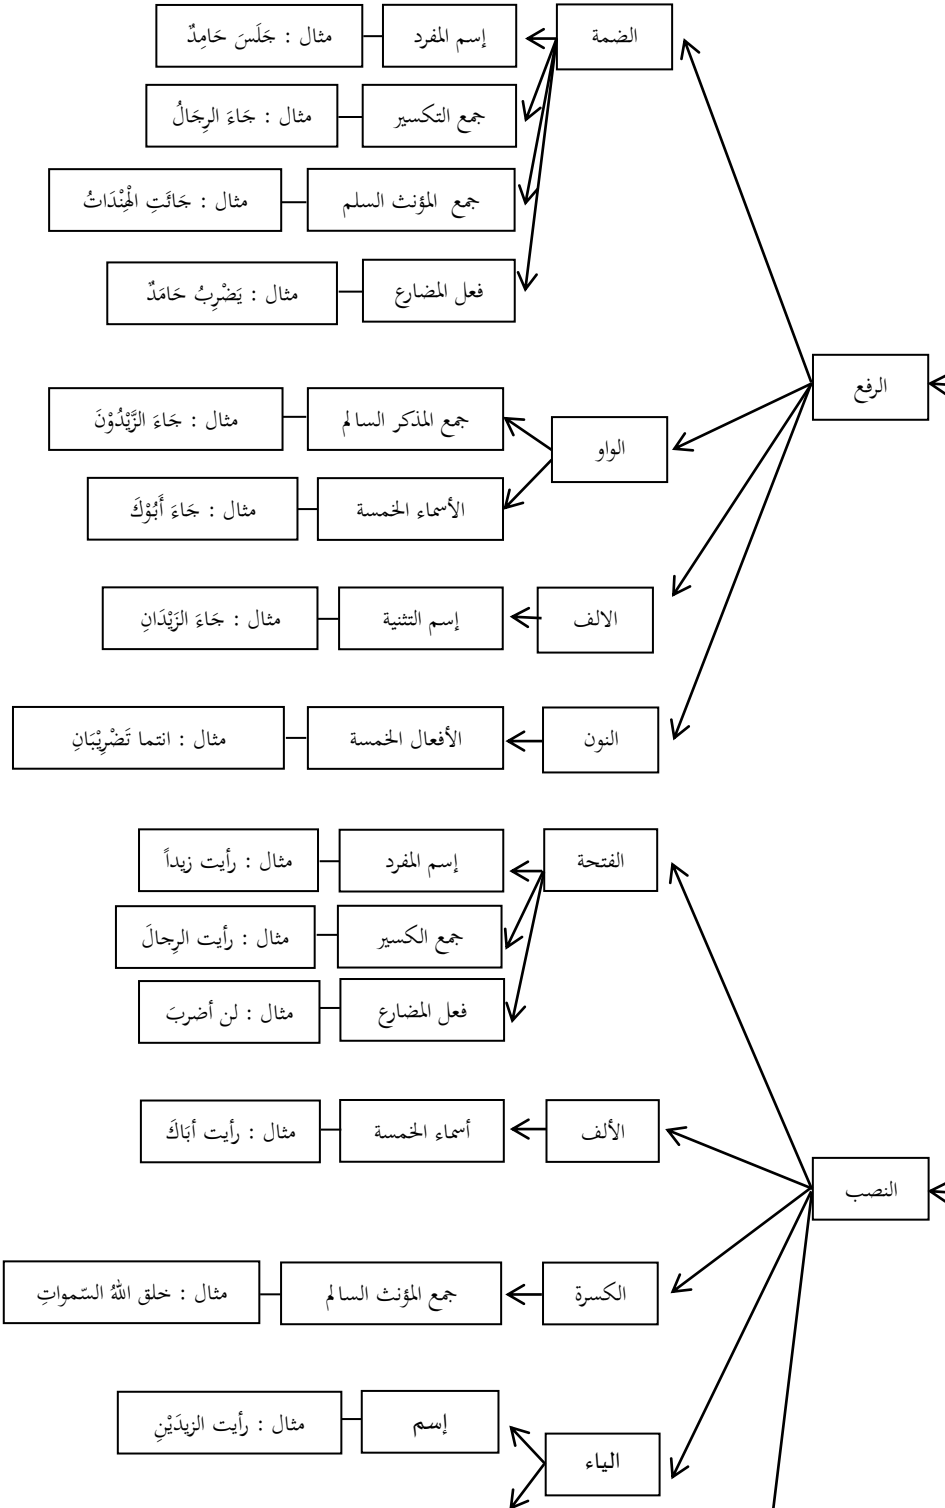 الرفع
الضمة
إسم المفرد
مثال : جَلَسَ حَامِدٌ
جمع التكسير
مثال : جَاءَ الرِجَالُ
جمع المؤنث السلم
مثال : جَائَتِ الْهِنْدَاتُ
فعل المضارع
مثال : يَضْرِبُ حَامَدٌ
الواو
جمع المذكر السالم
مثال : جَاءَ الزَّيْدُوْنَ
الأسماء الخمسة
مثال : جَاءَ أَبُوْكَ
الالف
إسم التثنية
مثال : جَاءَ الزَيْدَانِ
النون
الأفعال الخمسة
مثال : انتما تَضْرِيْبَانِ
النصب
الفتحة
إسم المفرد
مثال : رأيت زيداً
جمع الكسير
مثال : رأيت الرِجالَ
فعل المضارع
مثال : لن أضربَ
الألف
أسماء الخمسة
مثال : رأيت أبَاكَ
الكسرة
جمع المؤنث السالم
مثال : خلق اللهُ السّمواتِ
الياء
إسم
مثال : رأيت الزيدَيْنِ